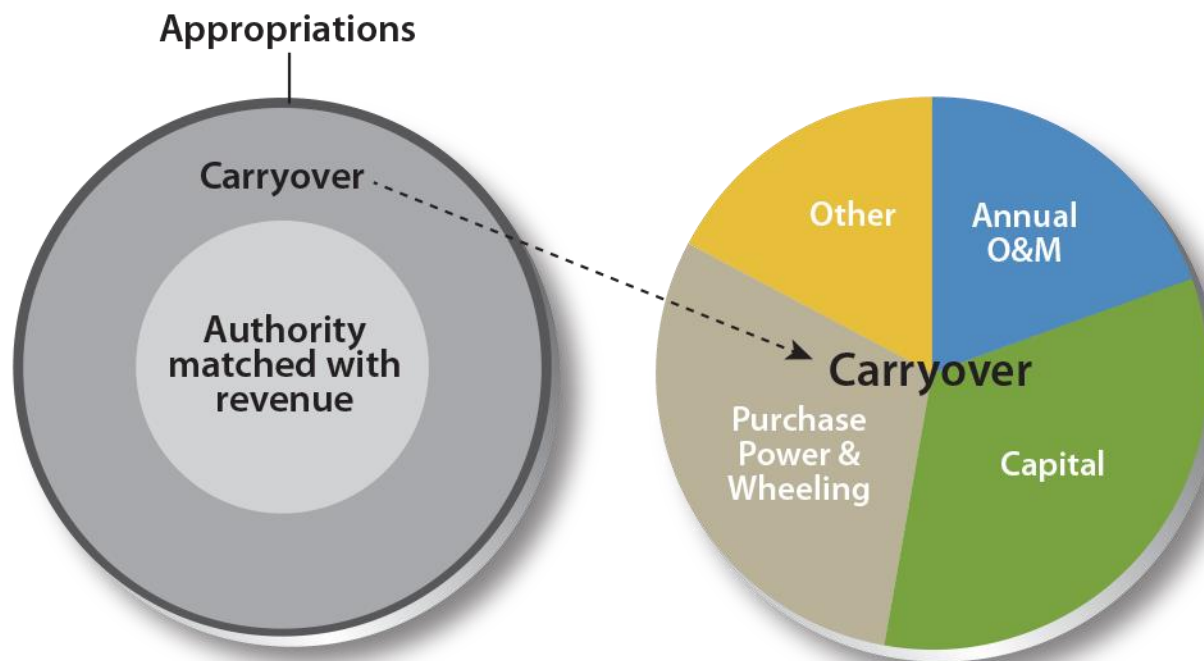 Appropriations
Carryover
Authority
matched with
revenue
Other
Annual
O&M
Carryover
Purchase
Power &
Wheeling
Capital